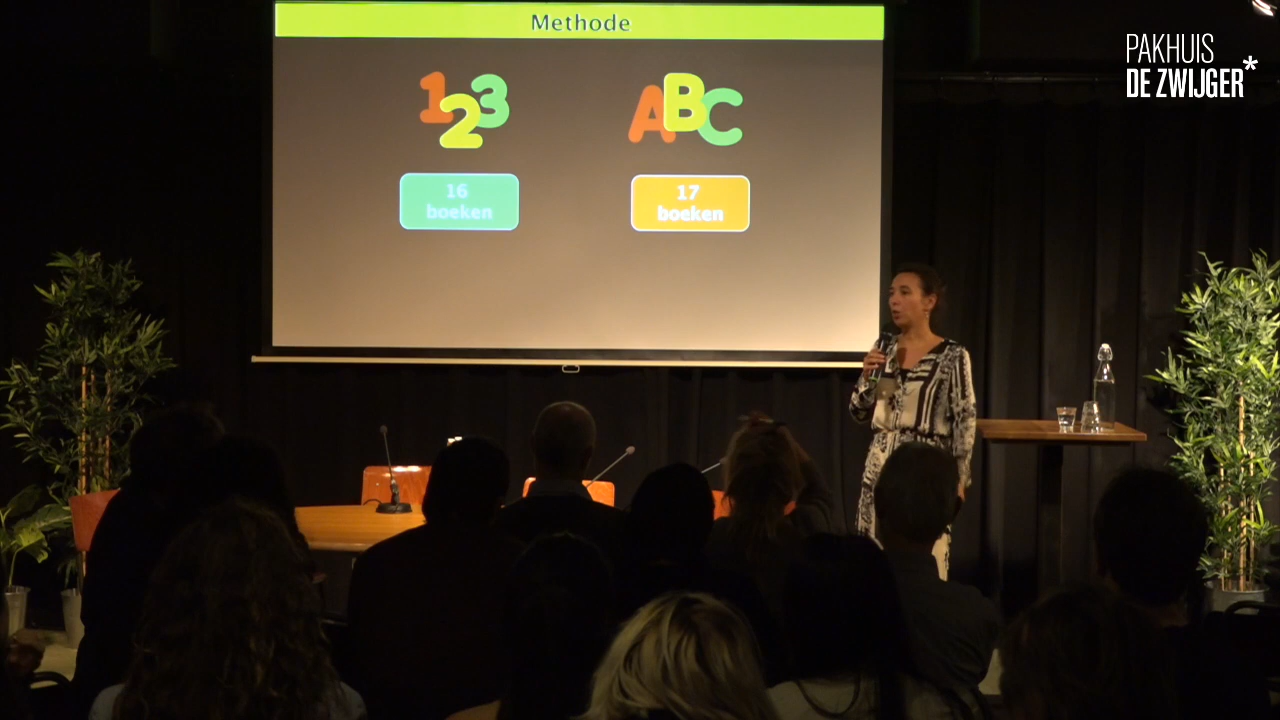 Methode
123
ABC
16
boeken
17
boeken
PAKHUIS
DE ZWIJGER*